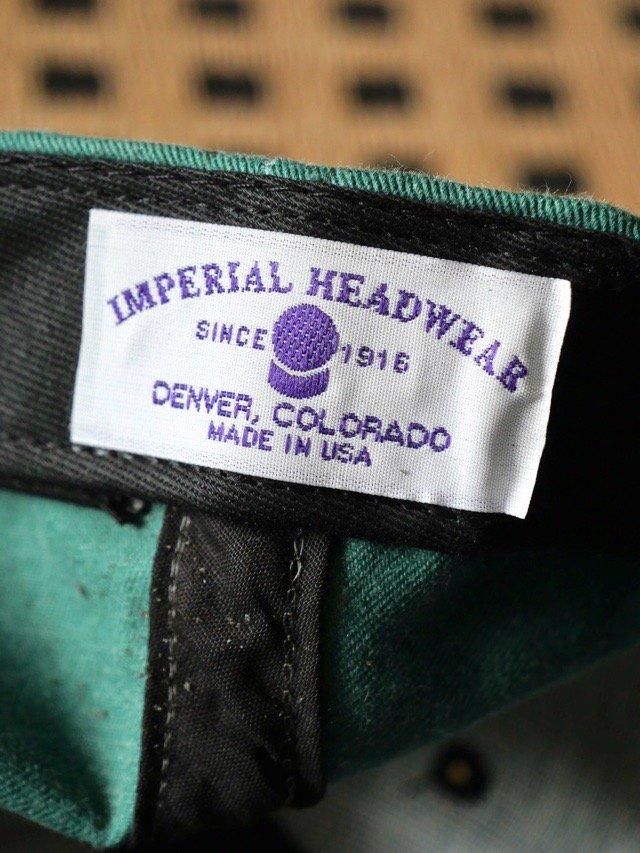 IMPERIAL HEADWEAR
SINCE 1916
DENVER, COLORADO
MADE IN USA